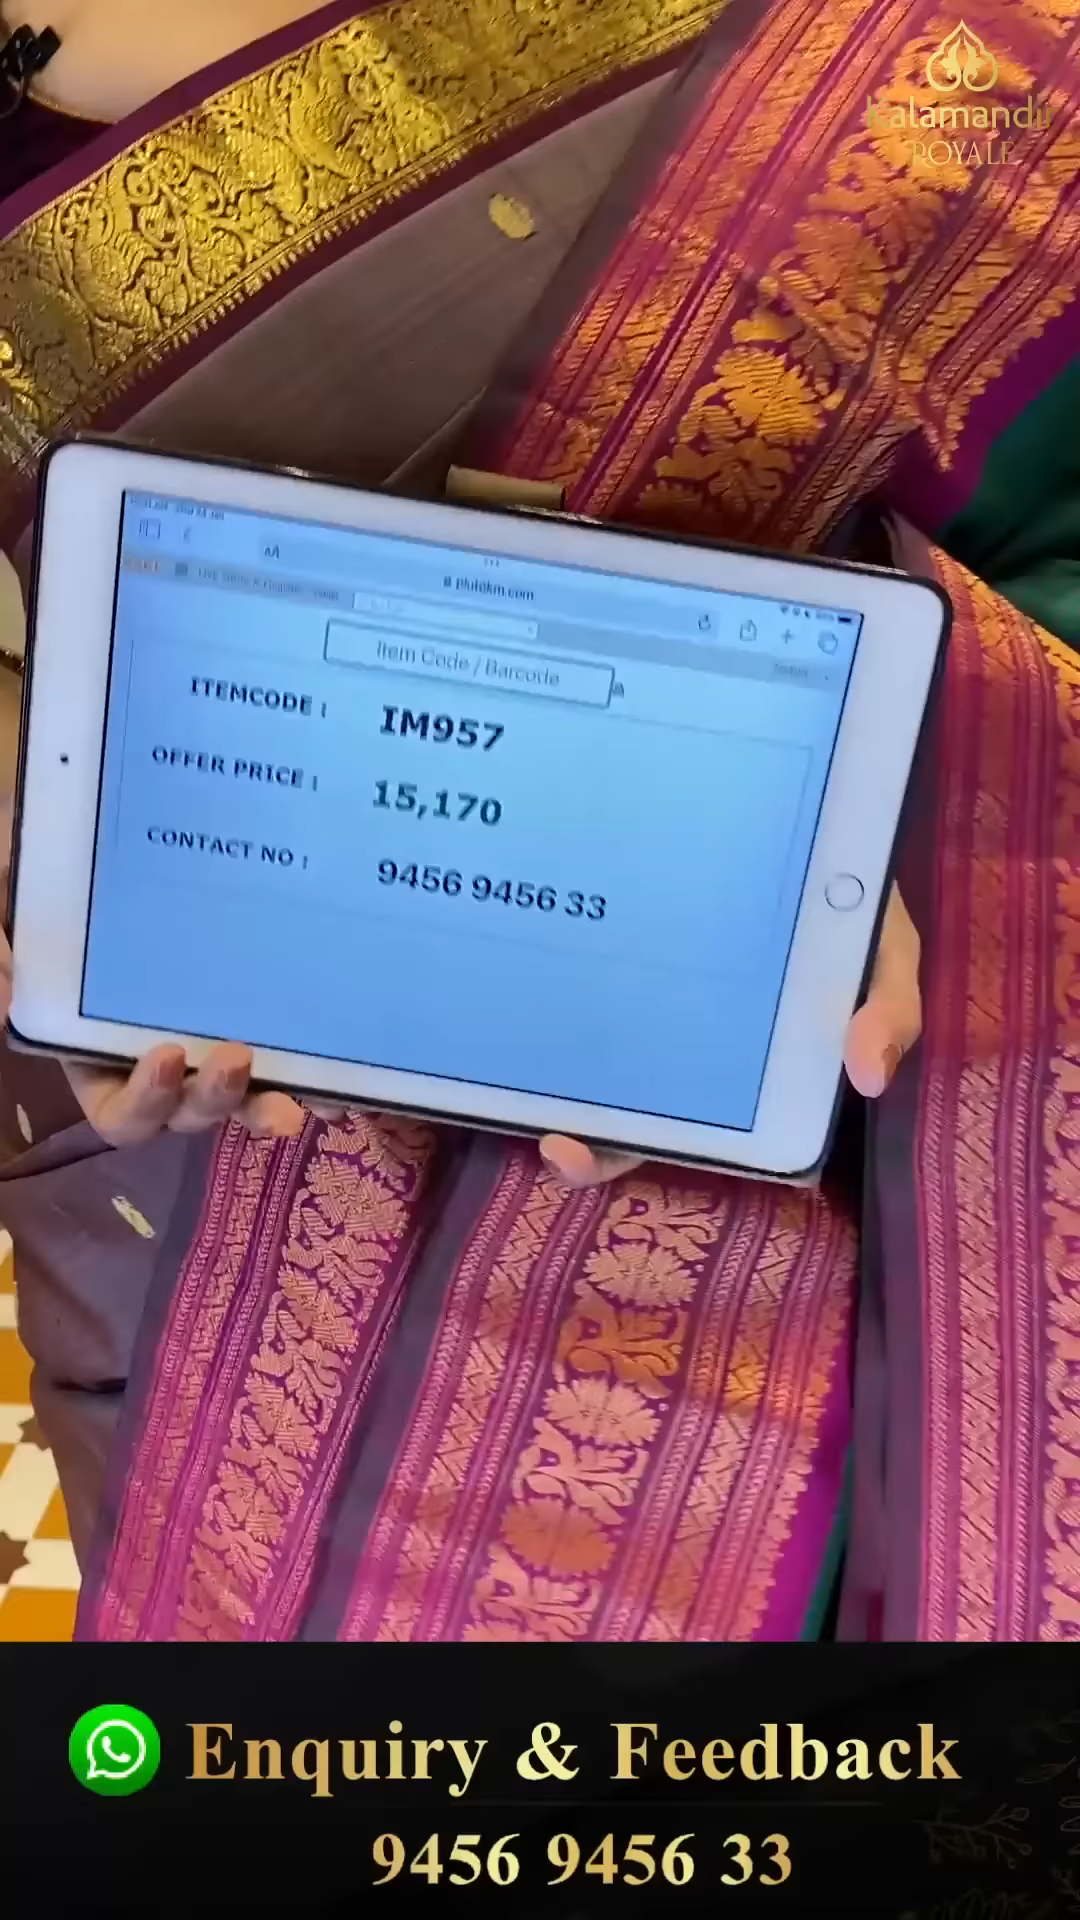 kalamandir
ROYALE
plutokm.com
Item Code / Barcode
ITEMCODE : IM957
OFFER PRICE : 15,170
CONTACT NO : 9456 9456 33
Enquiry & Feedback
9456 9456 33